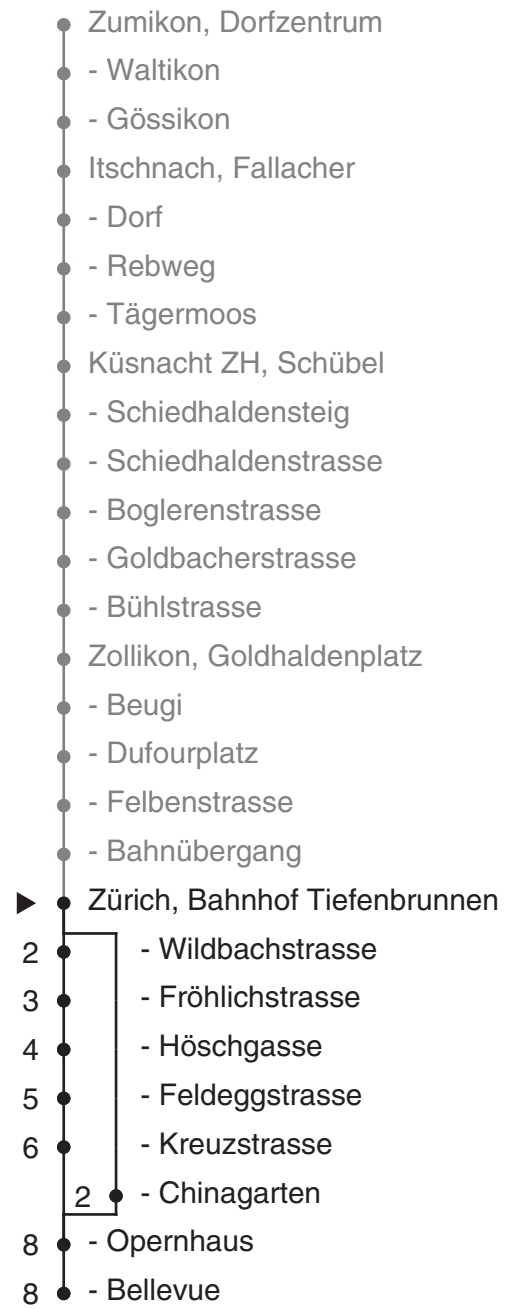 Zumikon, Dorfzentrum
- Waltikon
- Gössikon
Itschnach, Fallacher
- Dorf
- Rebweg
- Tägermoos
Küsnacht ZH, Schübel
- Schiedhaldensteig
- Schiedhaldenstrasse
- Boglerenstrasse
- Goldbacherstrasse
- Bühlstrasse
Zollikon, Goldhaldenplatz
- Beugi
- Dufourplatz
- Felbenstrasse
- Bahnübergang
Zürich, Bahnhof Tiefenbrunnen
2 - Wildbachstrasse
3 - Fröhlichstrasse
4 - Höschgasse
5 - Feldeggstrasse
6 - Kreuzstrasse
2 - Chinagarten
8 - Opernhaus
8 - Bellevue